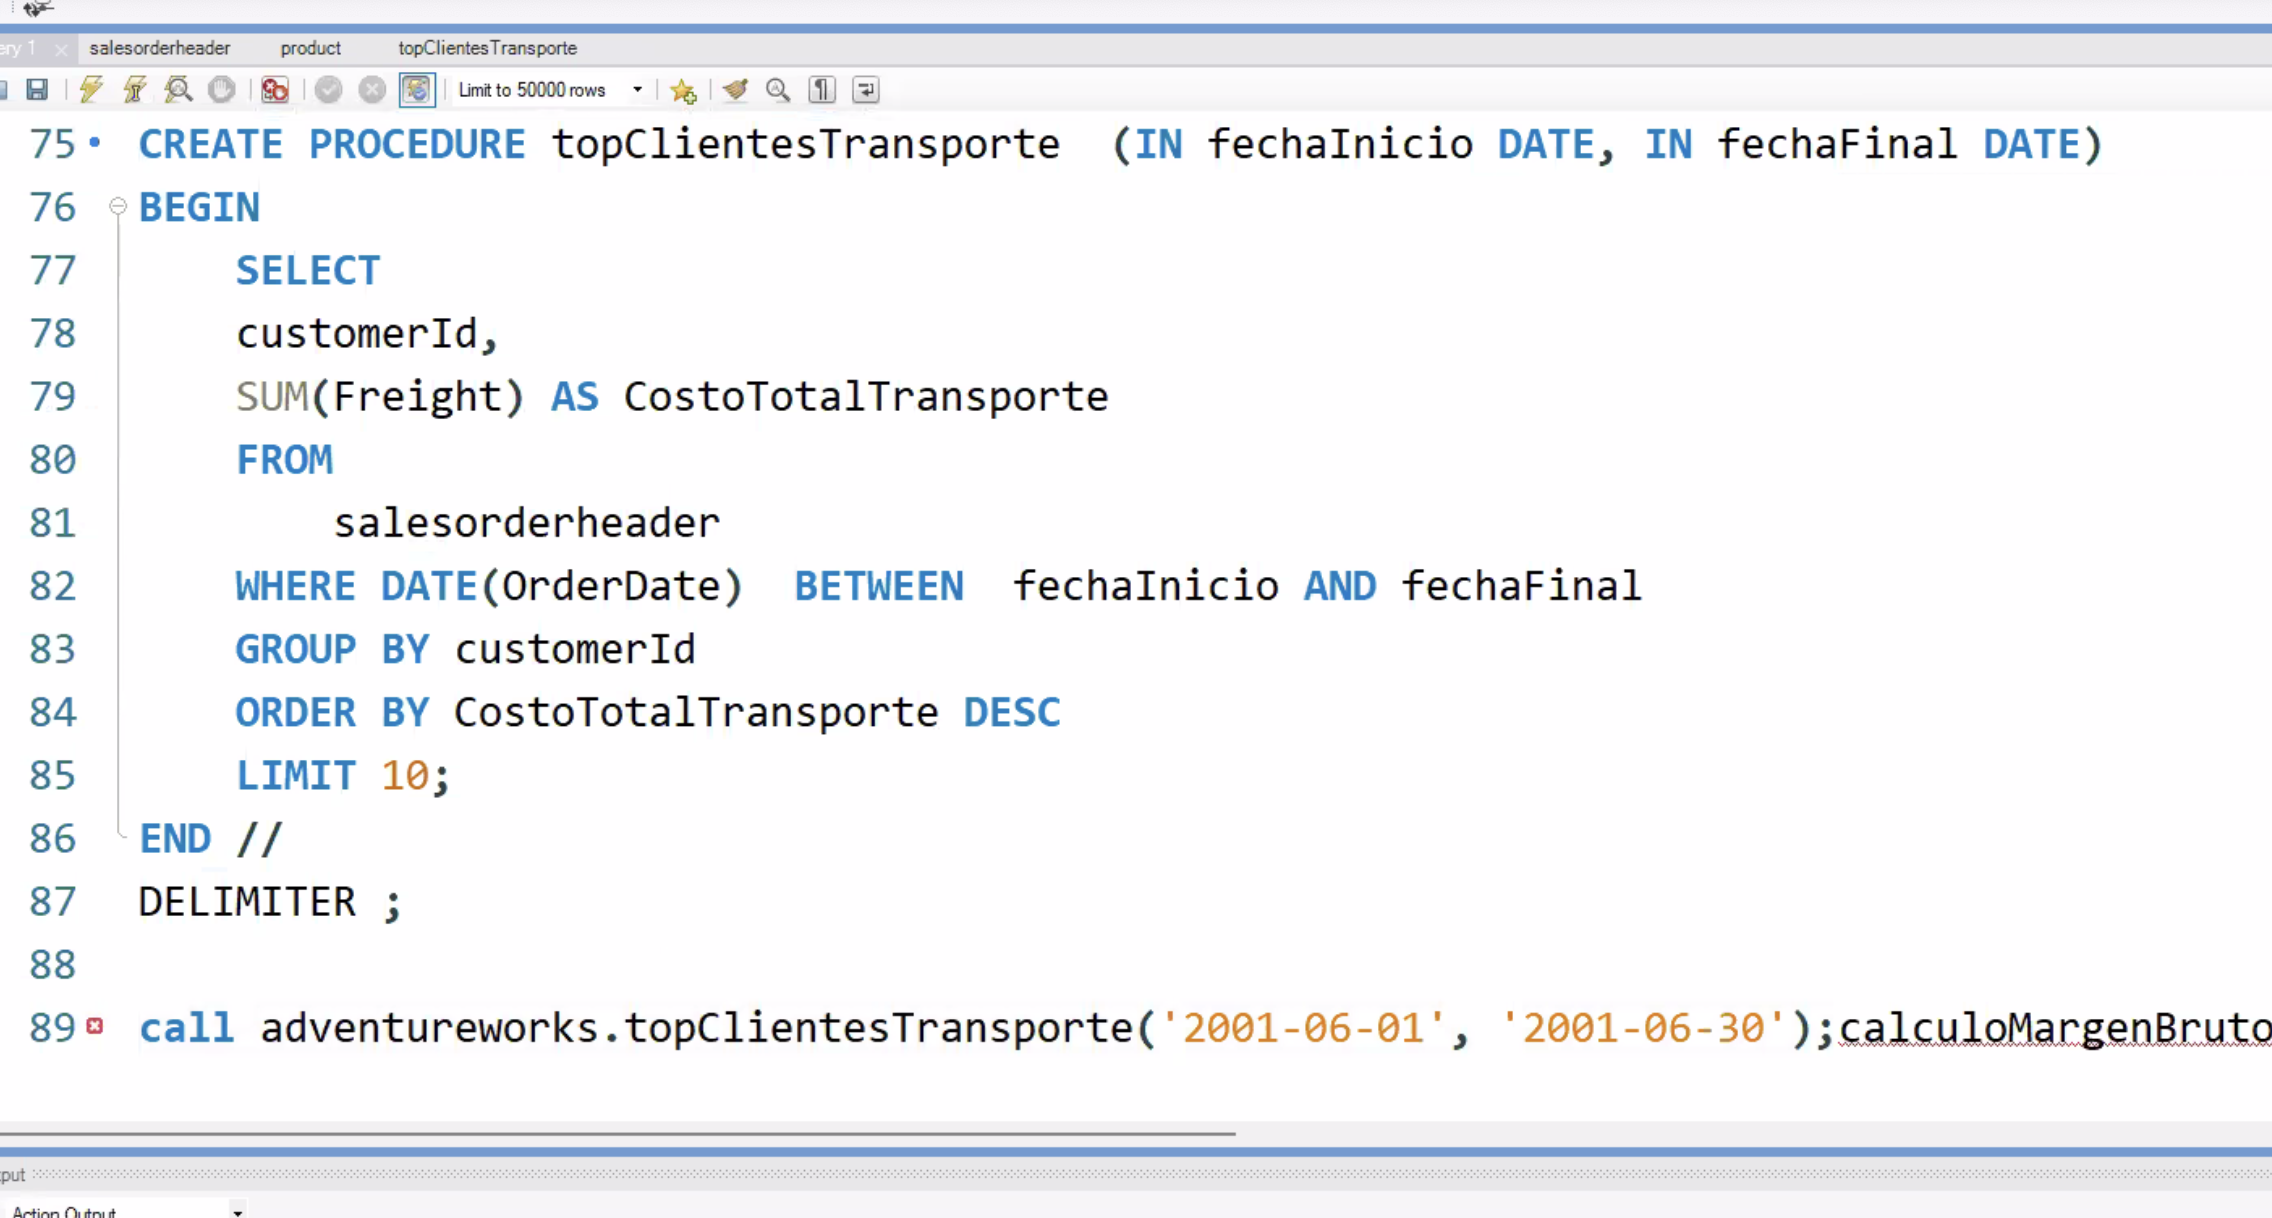 ery 1 salesorderheader product topClientesTransporte
Limit to 50000 rows
75 CREATE PROCEDURE topClientesTransporte  (IN fechaInicio DATE, IN fechaFinal DATE)
76 BEGIN
77 SELECT
78 customerId,
79 SUM(Freight) AS CostoTotalTransporte
80 FROM
81 salesorderheader
82 WHERE DATE(OrderDate)  BETWEEN  fechaInicio AND fechaFinal
83 GROUP BY customerId
84 ORDER BY CostoTotalTransporte DESC
85 LIMIT 10;
86 END //
87 DELIMITER ;
88
89 call adventureworks.topClientesTransporte('2001-06-01', '2001-06-30');calculoMargenBruto
put
Action Output